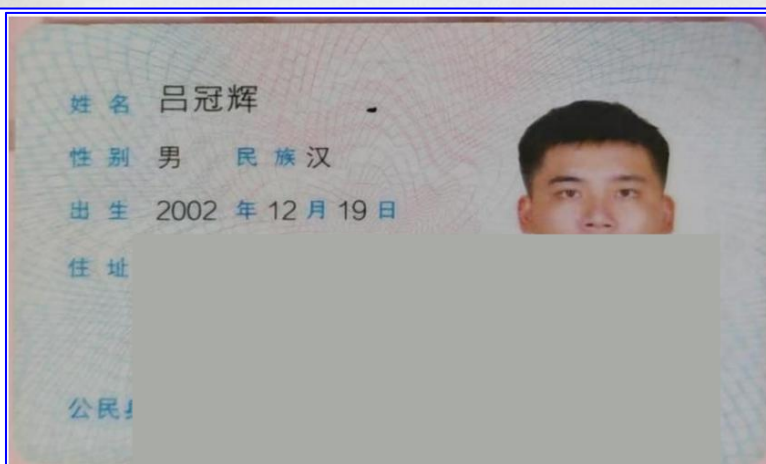 姓名 吕冠辉
性别 男 民族 汉
出生 2002 年 12 月 19 日
住址
公民